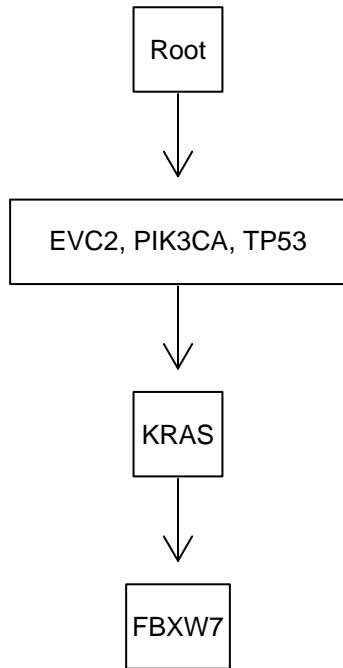 Root
EVC2, PIK3CA, TP53
KRAS
FBXW7